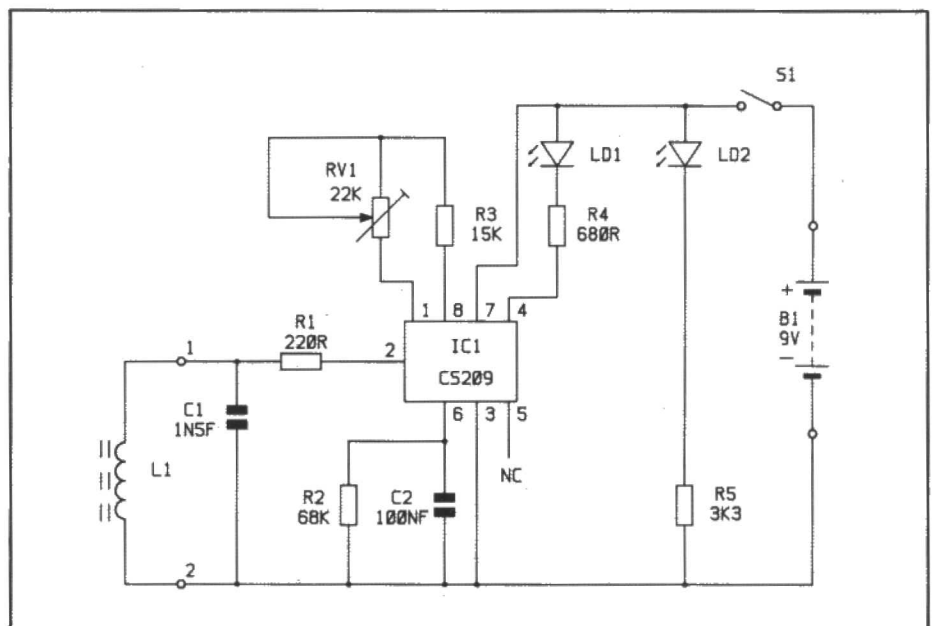 S1
LD1
LD2
RV1
22K
R3
15K
R4
680R
1 8 7 4
+
B1
9V
−
R1
220R
1
2
IC1
CS209
C1
1N5F
6 3 5
L1
NC
R2
68K
C2
100NF
R5
3K3
2